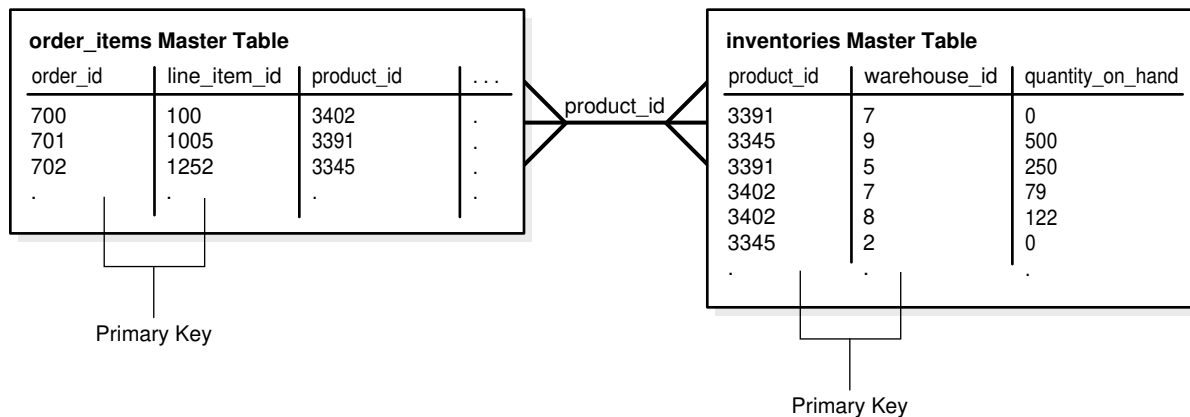 order_items Master Table
order_id line_item_id product_id . . .
700 100 3402 .
701 1005 3391 .
702 1252 3345 .
. . . .
Primary Key
product_id
inventories Master Table
product_id warehouse_id quantity_on_hand
3391 7 0
3345 9 500
3391 5 250
3402 7 79
3402 8 122
3345 2 0
. . .
Primary Key